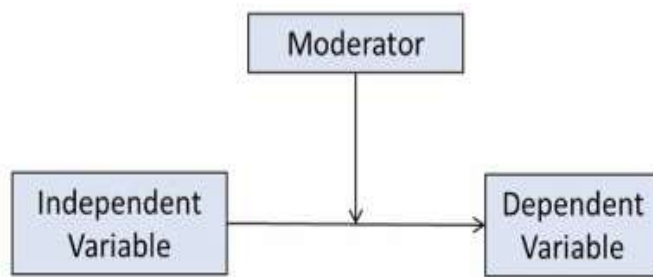 Moderator
Independent
Variable
Dependent
Variable